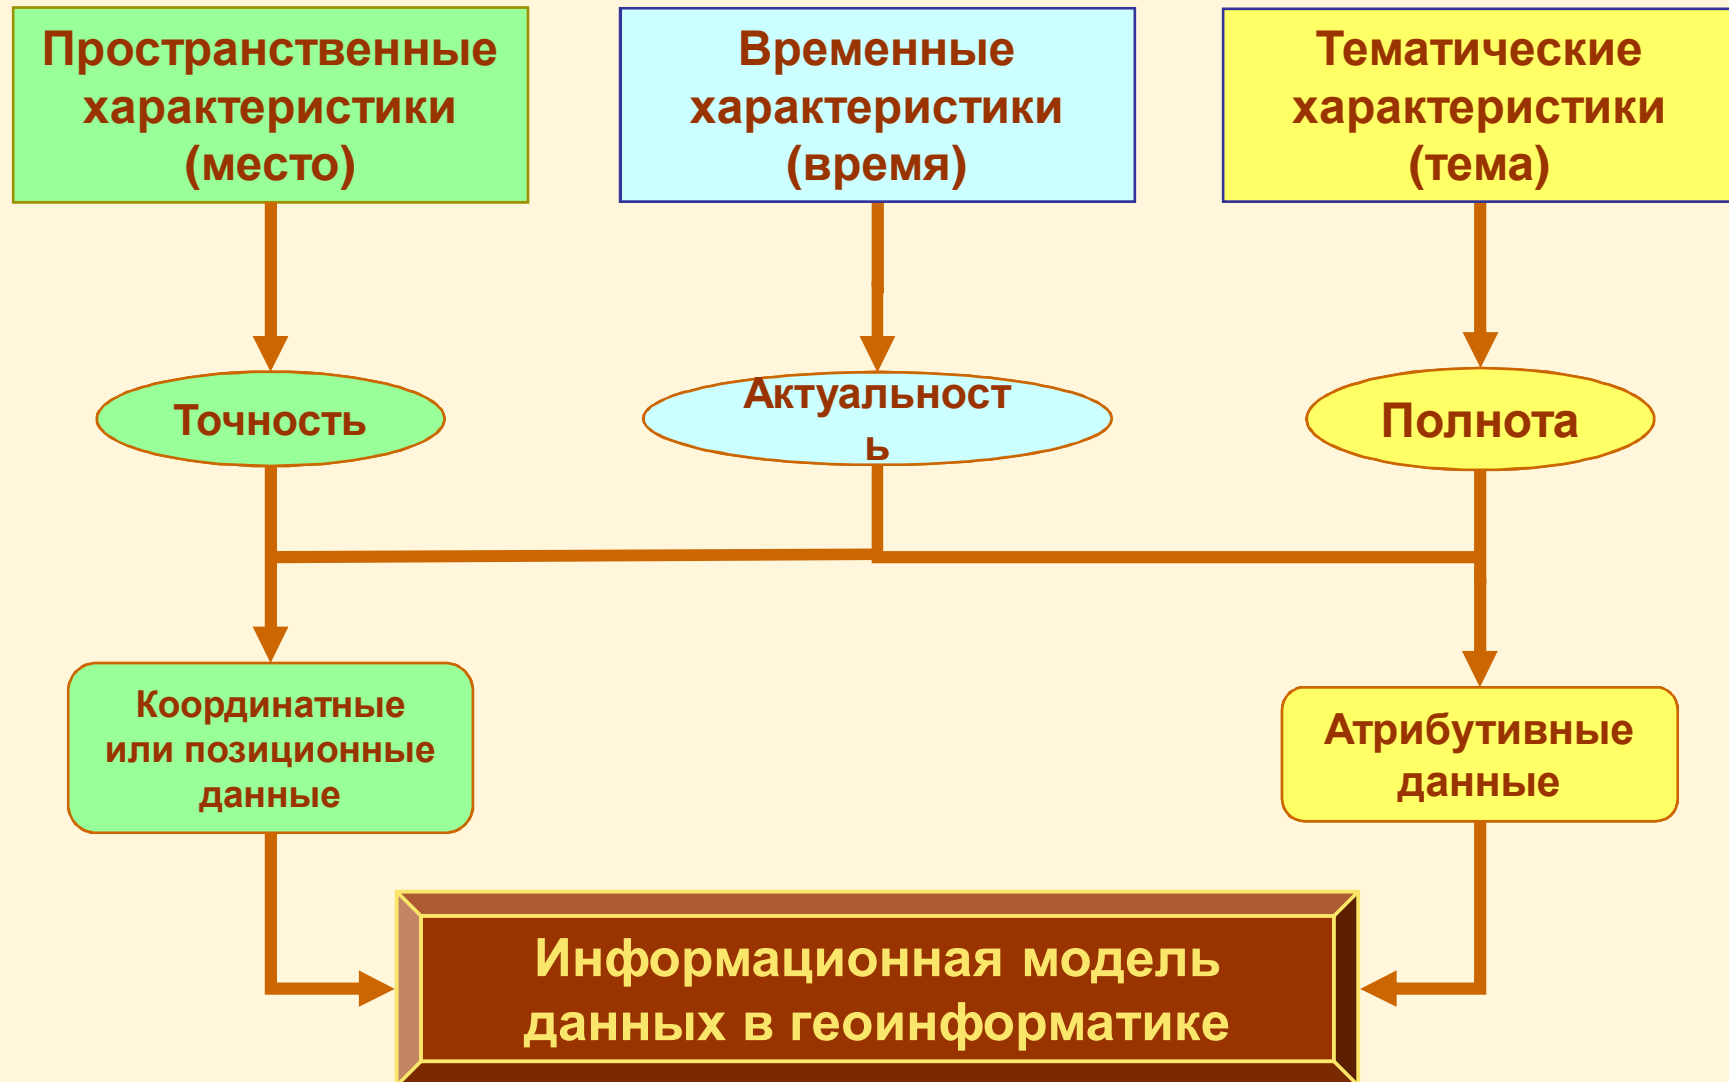 Пространственные
характеристики
(место)
Временные
характеристики
(время)
Тематические
характеристики
(тема)
Точность
Актуальност
ь
Полнота
Координатные
или позиционные
данные
Атрибутивные
данные
Информационная модель
данных в геоинформатике